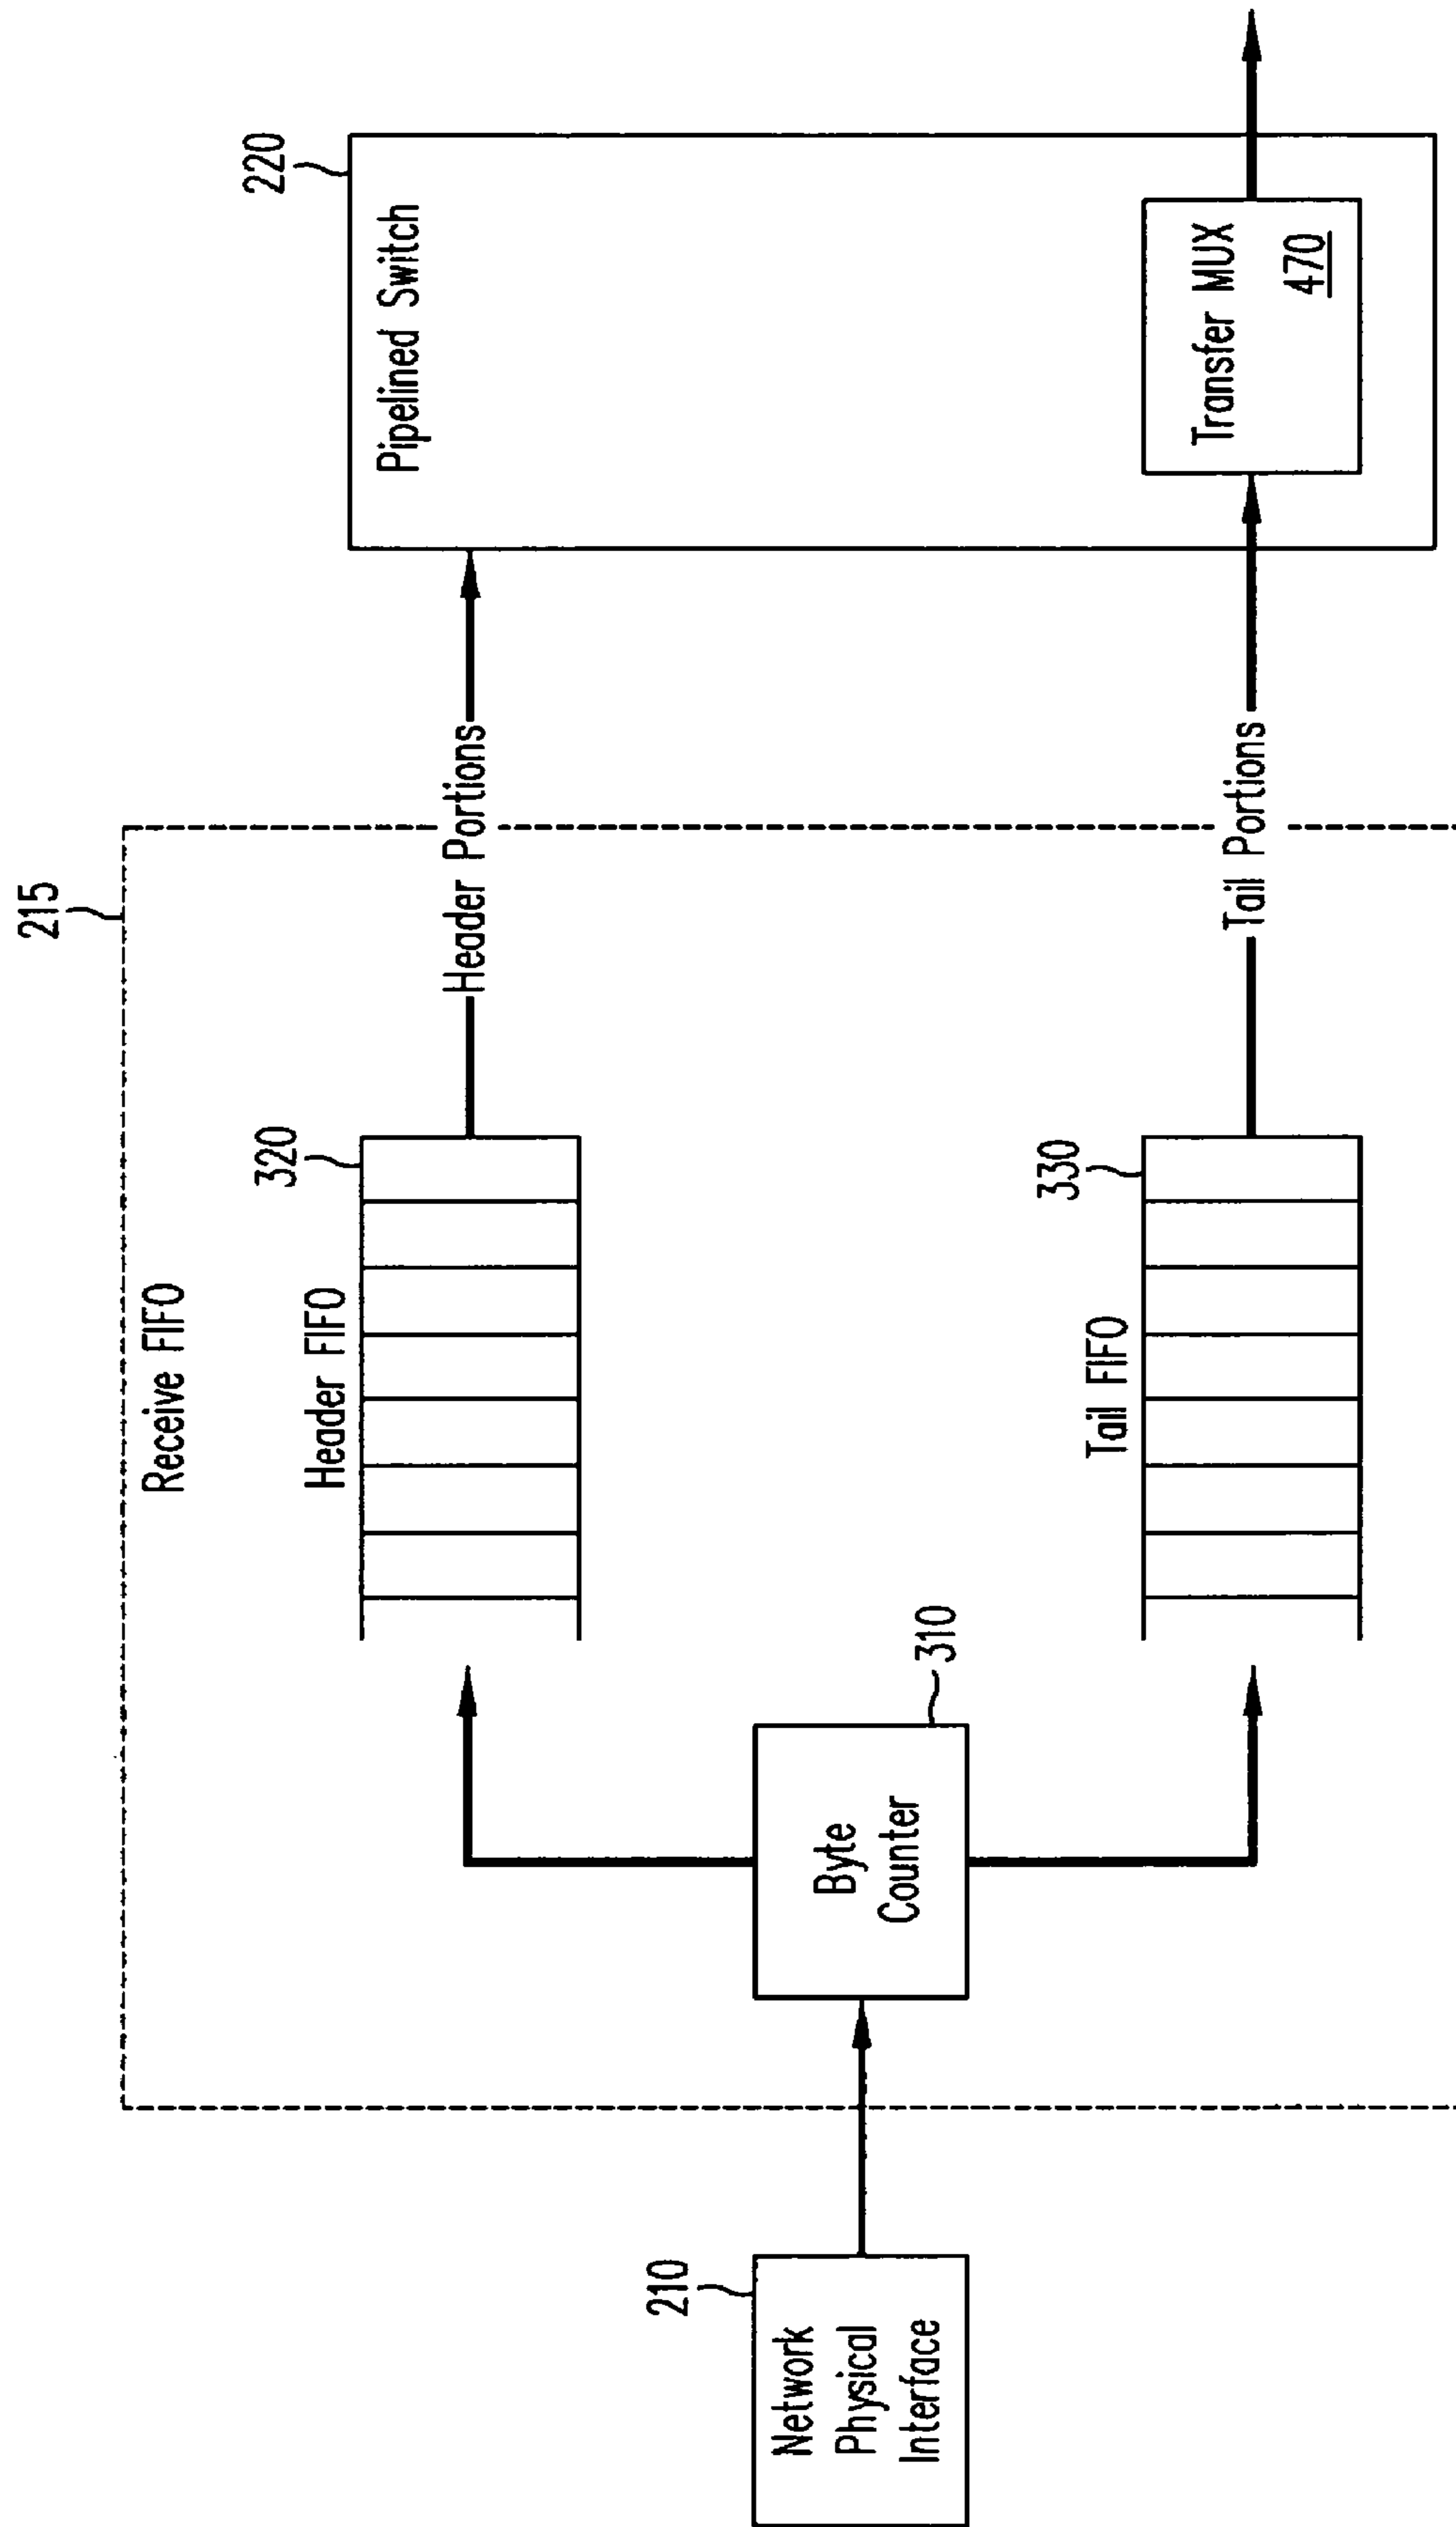 215
Receive FIFO
220
Pipelined Switch
Header FIFO
320
Header Portions
210
Network
Physical
Interface
Byte
Counter
310
Tail FIFO
330
Tail Portions
Transfer MUX
470